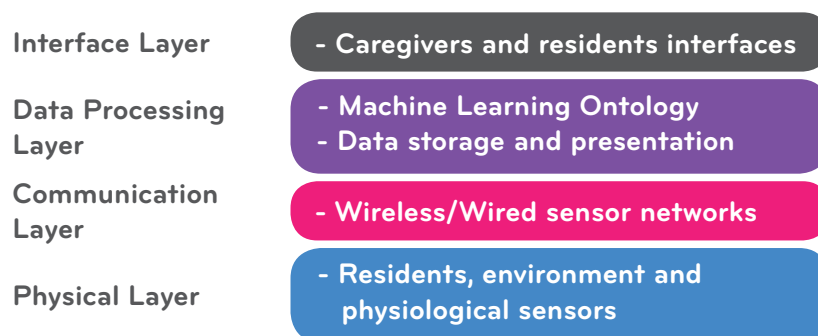 Interface Layer
- Caregivers and residents interfaces
Data Processing
Layer
- Machine Learning Ontology
- Data storage and presentation
Communication
Layer
- Wireless/Wired sensor networks
Physical Layer
- Residents, environment and
physiological sensors